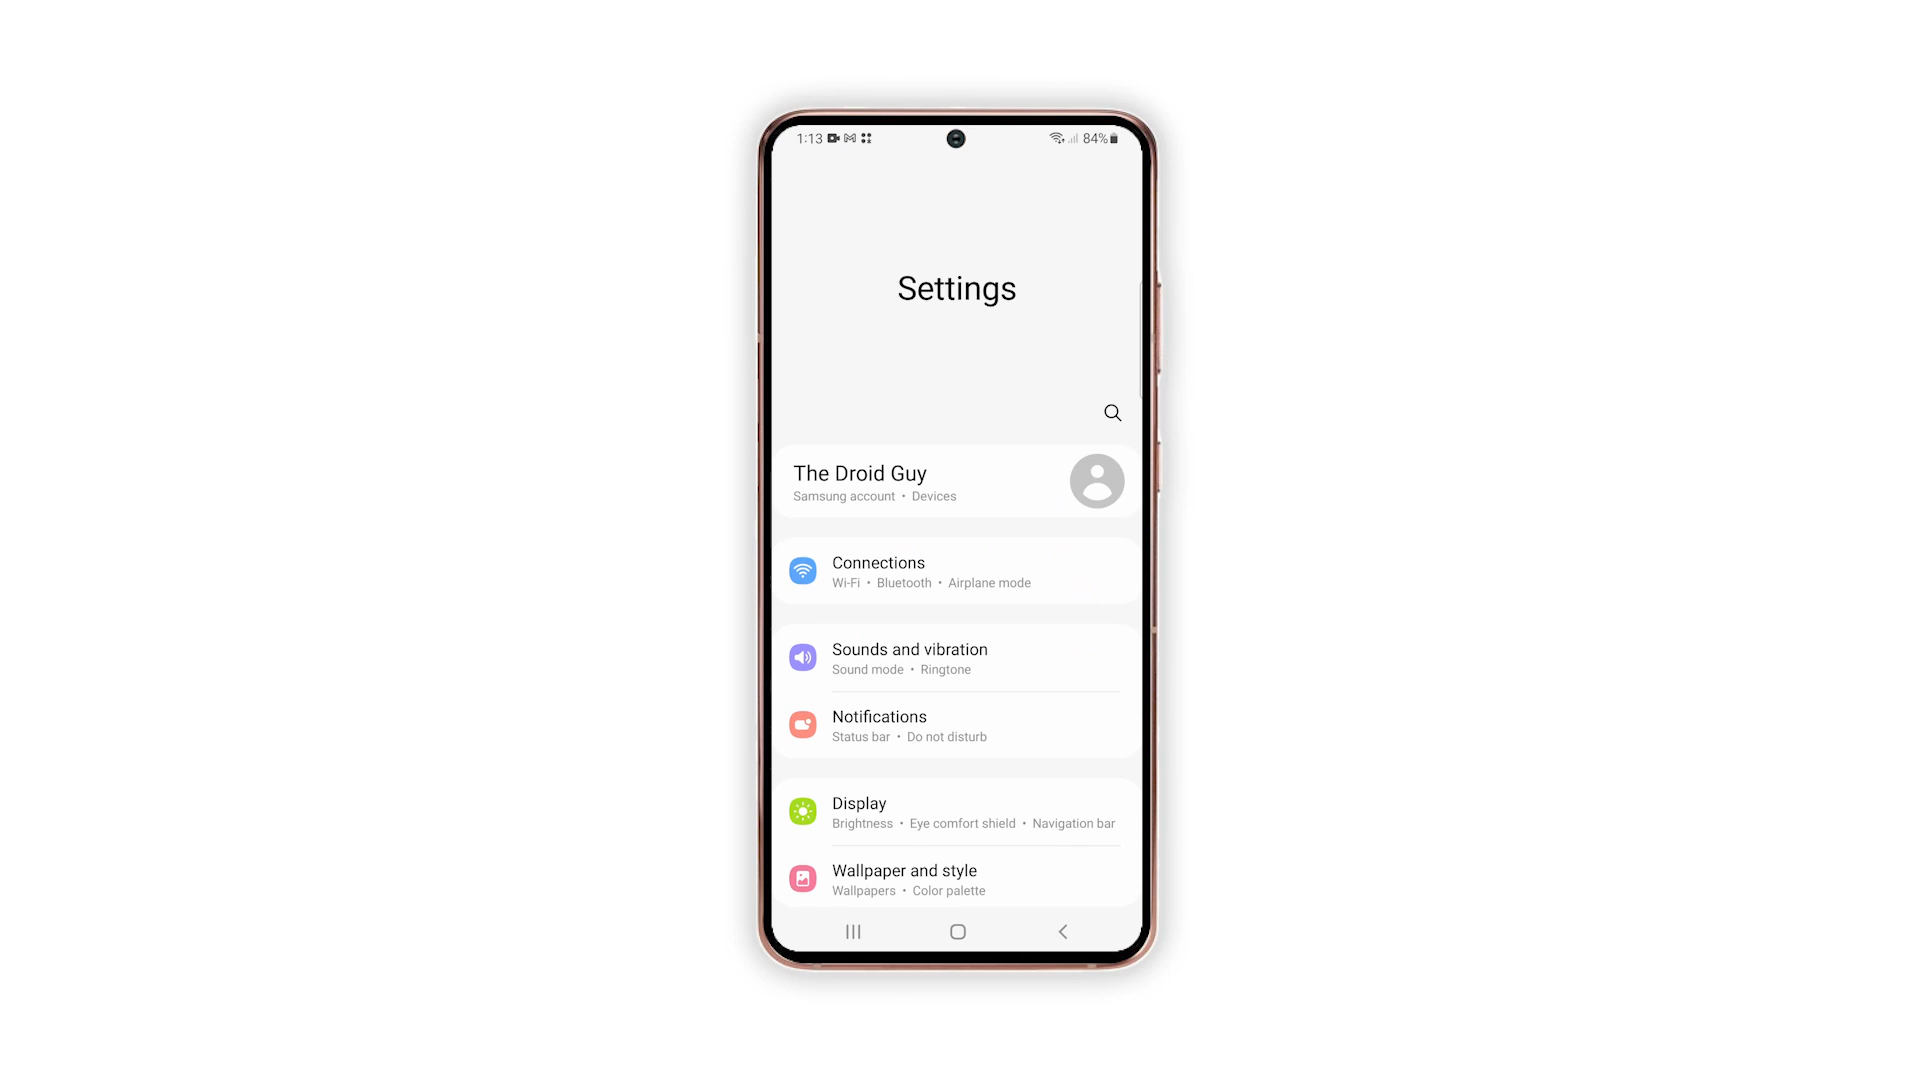 1:13 84%
Settings
The Droid Guy
Samsung account • Devices
Connections
Wi-Fi • Bluetooth • Airplane mode
Sounds and vibration
Sound mode • Ringtone
Notifications
Status bar • Do not disturb
Display
Brightness • Eye comfort shield • Navigation bar
Wallpaper and style
Wallpapers • Color palette